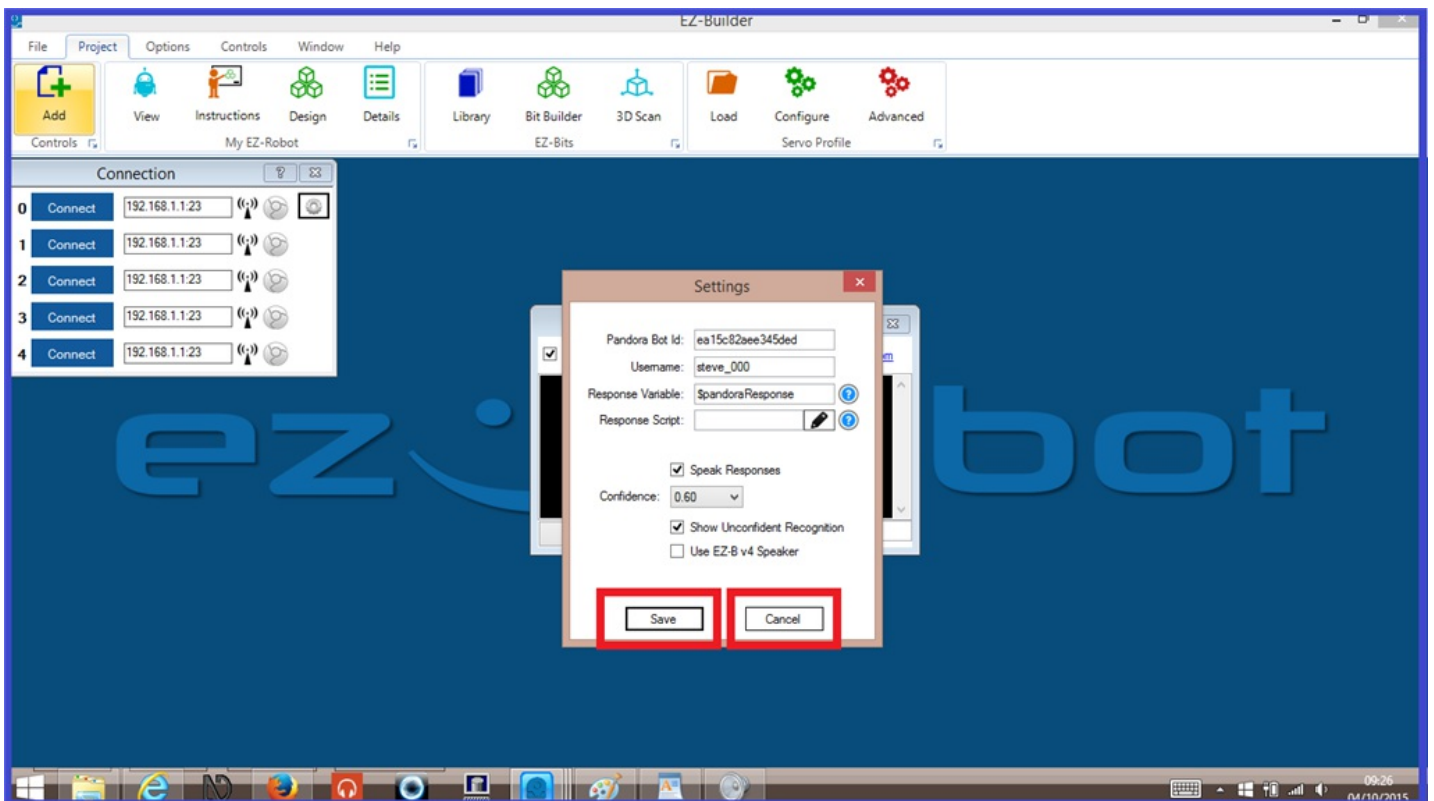 EZ-Builder
File Project Options Controls Window Help
Add View Instructions Design Details Library Bit Builder 3D Scan Load Configure Advanced
Controls My EZ-Robot EZ-Bits Servo Profile
Connection ?
0 Connect 192.168.1.1:23
1 Connect 192.168.1.1:23
2 Connect 192.168.1.1:23
3 Connect 192.168.1.1:23
4 Connect 192.168.1.1:23
Settings
Pandora Bot Id: ea15c82aee345ded
Username: steve_000
Response Variable: $pandoraResponse ?
Response Script: ?
Speak Responses
Confidence: 0.60
Show Unconfident Recognition
Use EZ-B v4 Speaker
Save Cancel
ez bot
09:26
04/10/2015